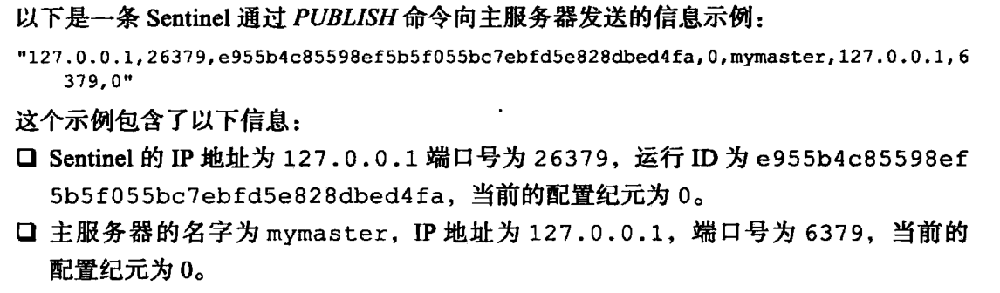 以下是一条 Sentinel 通过 PUBLISH 命令向主服务器发送的信息示例：
"127.0.0.1,26379,e955b4c85598ef5b5f055bc7ebfd5e828dbed4fa,0,mymaster,127.0.0.1,6
379,0"
这个示例包含了以下信息：
❑ Sentinel 的 IP 地址为 127.0.0.1 端口号为 26379，运行 ID 为 e955b4c85598ef
5b5f055bc7ebfd5e828dbed4fa，当前的配置纪元为 0。
❑ 主服务器的名字为 mymaster，IP 地址为 127.0.0.1，端口号为 6379，当前的
配置纪元为 0。